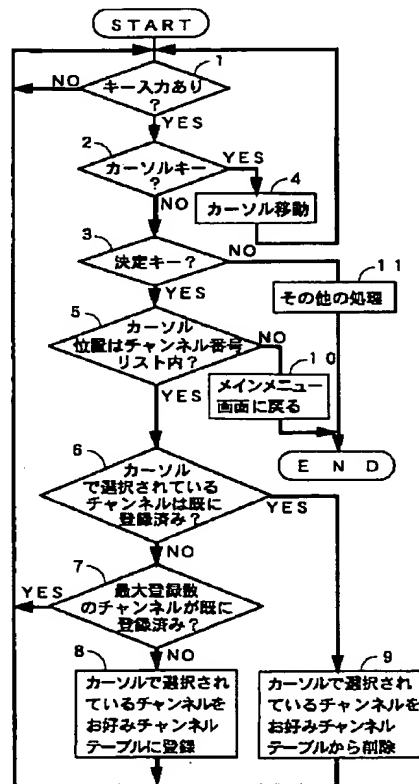 START
1
キー入力あり
?
NO
YES
2
カーソルキー
?
YES
4
カーソル移動
NO
3
決定キー?
NO
11
その他の処理
YES
5
カーソル
位置はチャンネル番号
リスト内?
NO
10
メインメニュー
画面に戻る
YES
END
6
カーソル
で選択されている
チャンネルは既に
登録済み?
YES
NO
7
最大登録数
のチャンネルが既に
登録済み?
YES
NO
8
カーソルで選択され
ているチャンネルを
お好みチャンネル
テーブルに登録
9
カーソルで選択され
ているチャンネルを
お好みチャンネル
テーブルから削除